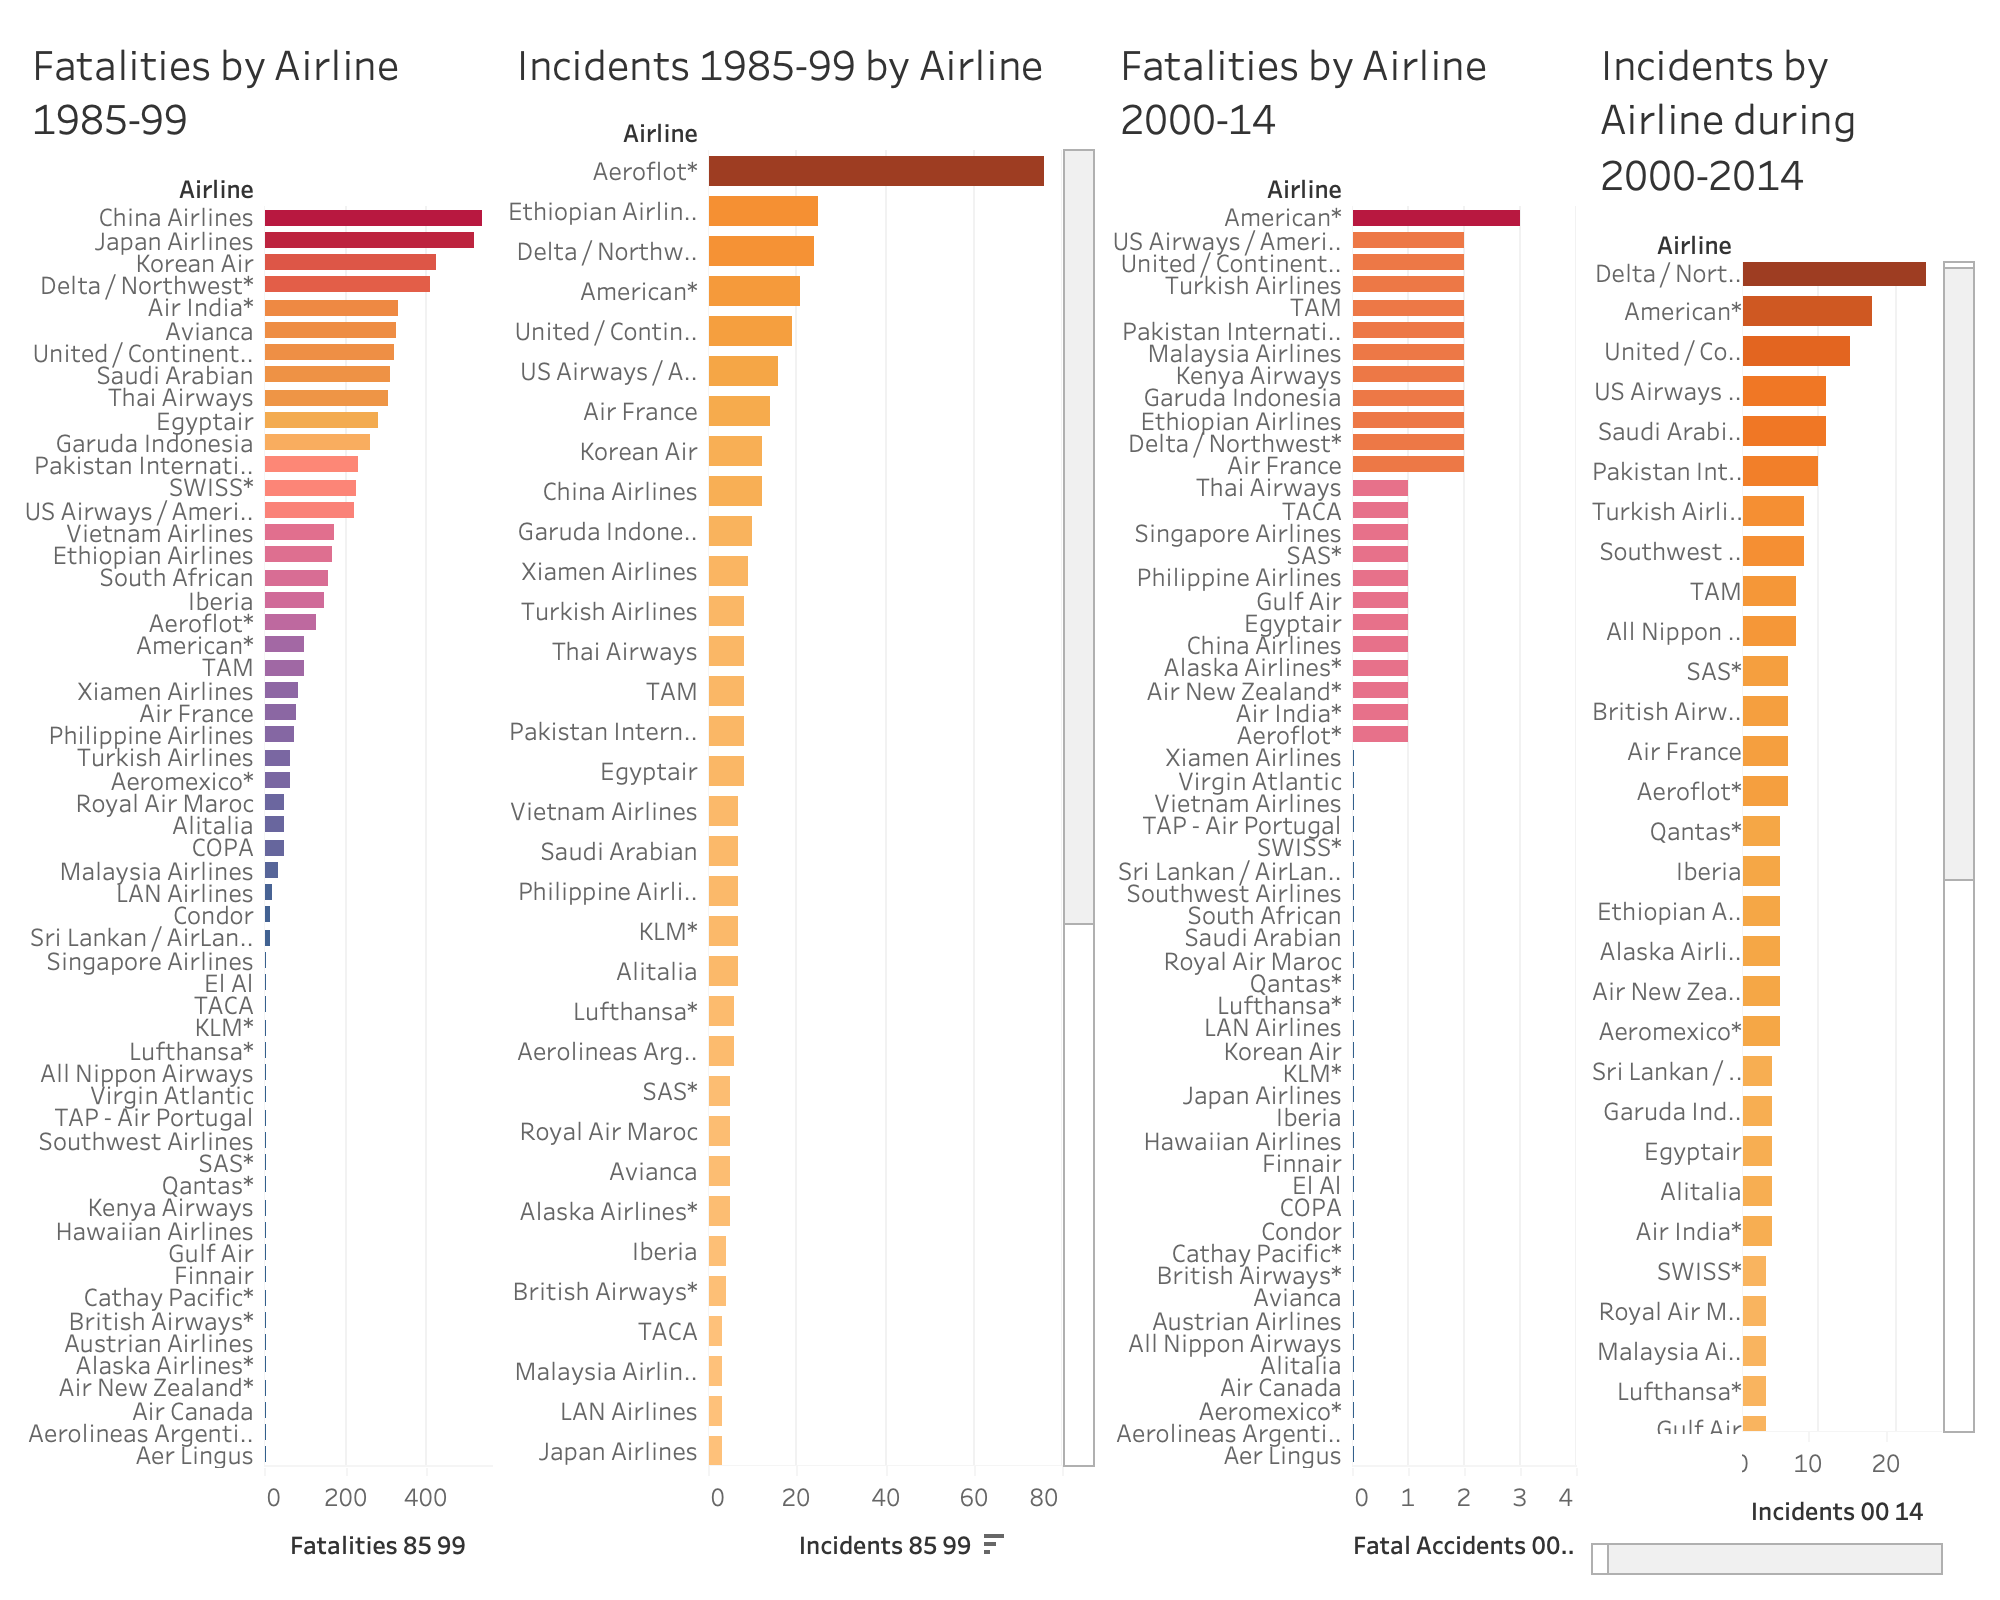 Fatalities by Airline
1985-99
Airline
China Airlines
Japan Airlines
Korean Air
Delta / Northwest*
Air India*
Avianca
United / Continent..
Saudi Arabian
Thai Airways
Egyptair
Garuda Indonesia
Pakistan Internati..
SWISS*
US Airways / Ameri..
Vietnam Airlines
Ethiopian Airlines
South African
Iberia
Aeroflot*
American*
TAM
Xiamen Airlines
Air France
Philippine Airlines
Turkish Airlines
Aeromexico*
Royal Air Maroc
Alitalia
COPA
Malaysia Airlines
LAN Airlines
Condor
Sri Lankan / AirLan..
Singapore Airlines
El Al
TACA
KLM*
Lufthansa*
All Nippon Airways
Virgin Atlantic
TAP - Air Portugal
Southwest Airlines
SAS*
Qantas*
Kenya Airways
Hawaiian Airlines
Gulf Air
Finnair
Cathay Pacific*
British Airways*
Austrian Airlines
Alaska Airlines*
Air New Zealand*
Air Canada
Aerolineas Argenti..
Aer Lingus
0 200 400
Fatalities 85 99
Incidents 1985-99 by Airline
Airline
Aeroflot*
Ethiopian Airlin..
Delta / Northw..
American*
United / Contin..
US Airways / A..
Air France
Korean Air
China Airlines
Garuda Indone..
Xiamen Airlines
Turkish Airlines
Thai Airways
TAM
Pakistan Intern..
Egyptair
Vietnam Airlines
Saudi Arabian
Philippine Airli..
KLM*
Alitalia
Lufthansa*
Aerolineas Arg..
SAS*
Royal Air Maroc
Avianca
Alaska Airlines*
Iberia
British Airways*
TACA
Malaysia Airlin..
LAN Airlines
Japan Airlines
0 20 40 60 80
Incidents 85 99
Fatalities by Airline
2000-14
Airline
American*
US Airways / Ameri..
United / Continent..
Turkish Airlines
TAM
Pakistan Internati..
Malaysia Airlines
Kenya Airways
Garuda Indonesia
Ethiopian Airlines
Delta / Northwest*
Air France
Thai Airways
TACA
Singapore Airlines
SAS*
Philippine Airlines
Gulf Air
Egyptair
China Airlines
Alaska Airlines*
Air New Zealand*
Air India*
Aeroflot*
Xiamen Airlines
Virgin Atlantic
Vietnam Airlines
TAP - Air Portugal
SWISS*
Sri Lankan / AirLan..
Southwest Airlines
South African
Saudi Arabian
Royal Air Maroc
Qantas*
Lufthansa*
LAN Airlines
Korean Air
KLM*
Japan Airlines
Iberia
Hawaiian Airlines
Finnair
El Al
COPA
Condor
Cathay Pacific*
British Airways*
Avianca
Austrian Airlines
All Nippon Airways
Alitalia
Air Canada
Aeromexico*
Aerolineas Argenti..
Aer Lingus
0 1 2 3 4
Fatal Accidents 00..
Incidents by
Airline during
2000-2014
Airline
Delta / Nort..
American*
United / Co..
US Airways ..
Saudi Arabi..
Pakistan Int..
Turkish Airli..
Southwest ..
TAM
All Nippon ..
SAS*
British Airw..
Air France
Aeroflot*
Qantas*
Iberia
Ethiopian A..
Alaska Airli..
Air New Zea..
Aeromexico*
Sri Lankan / ..
Garuda Ind..
Egyptair
Alitalia
Air India*
SWISS*
Royal Air M..
Malaysia Ai..
Lufthansa*
Gulf Air
0 10 20
Incidents 00 14